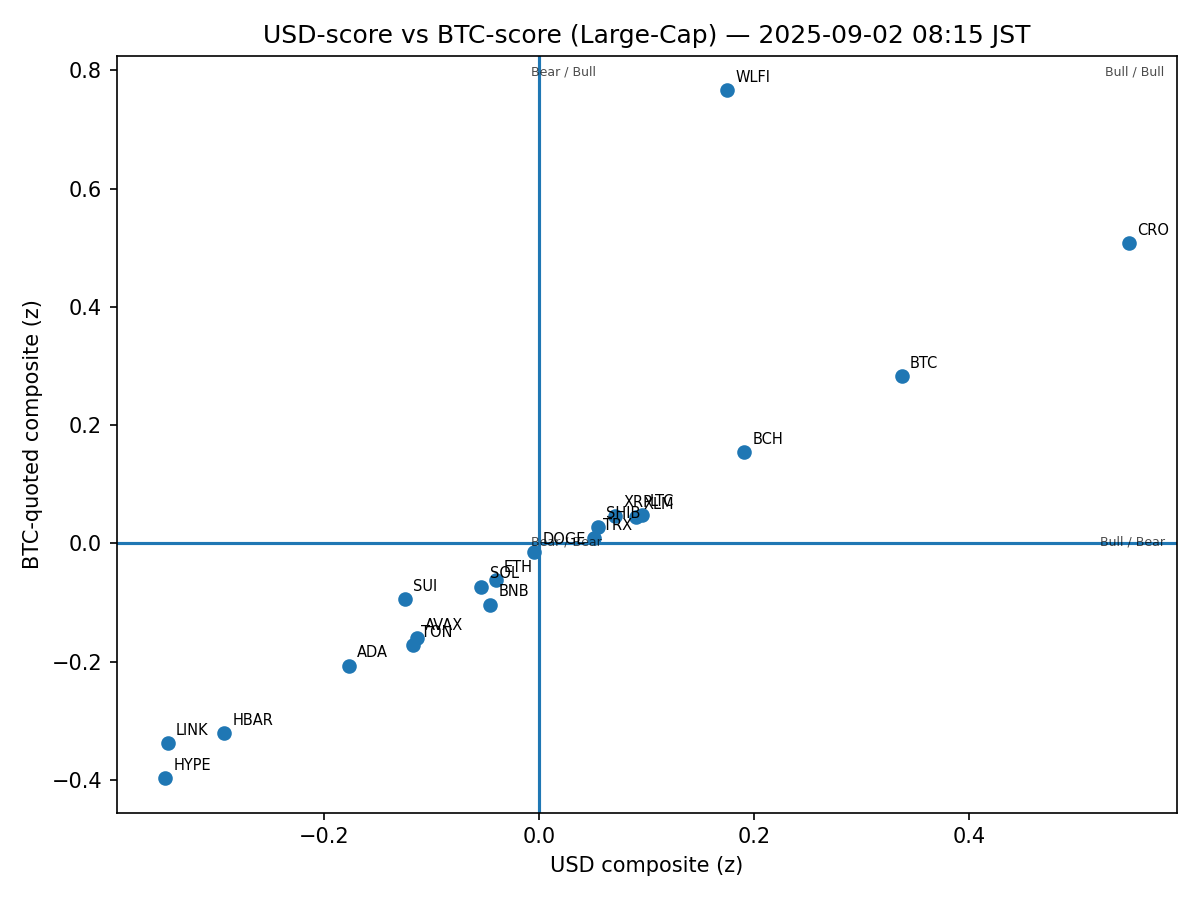 USD-score vs BTC-score (Large-Cap) — 2025-09-02 08:15 JST
BTC-quoted composite (z)
0.8
0.6
0.4
0.2
0.0
−0.2
−0.4
Bear / Bull
Bull / Bull
WLFI
CRO
BTC
BCH
XRP
LTC
XLM
SHIB
TRX
DOGE
Bear / Bear
Bull / Bear
ETH
SOL
SUI
BNB
AVAX
TON
ADA
HBAR
LINK
HYPE
−0.2
0.0
0.2
0.4
USD composite (z)